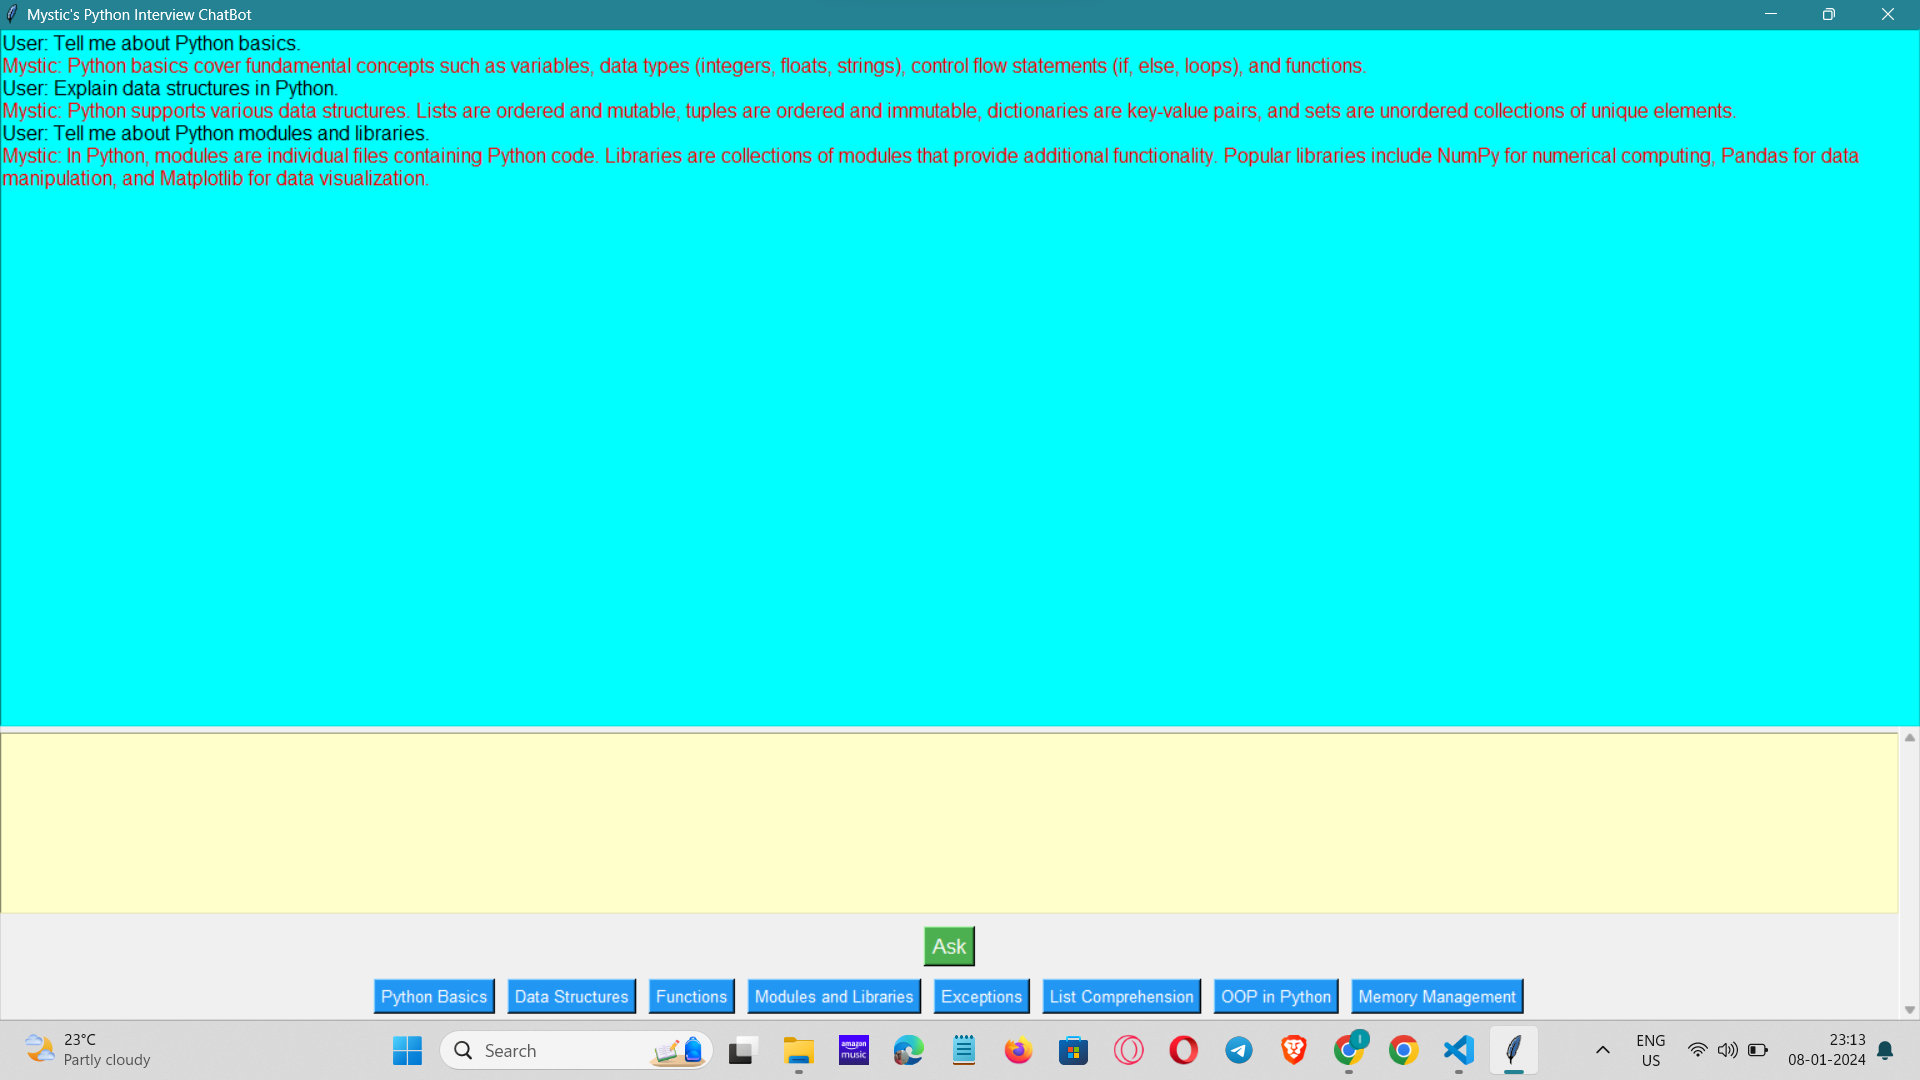 Mystic's Python Interview ChatBot
User: Tell me about Python basics.
Mystic: Python basics cover fundamental concepts such as variables, data types (integers, floats, strings), control flow statements (if, else, loops), and functions.
User: Explain data structures in Python.
Mystic: Python supports various data structures. Lists are ordered and mutable, tuples are ordered and immutable, dictionaries are key-value pairs, and sets are unordered collections of unique elements.
User: Tell me about Python modules and libraries.
Mystic: In Python, modules are individual files containing Python code. Libraries are collections of modules that provide additional functionality. Popular libraries include NumPy for numerical computing, Pandas for data
manipulation, and Matplotlib for data visualization.
Ask
Python Basics Data Structures Functions Modules and Libraries Exceptions List Comprehension OOP in Python Memory Management
23°C
Partly cloudy
Search
amazon
music
I
ENG
US
23:13
08-01-2024